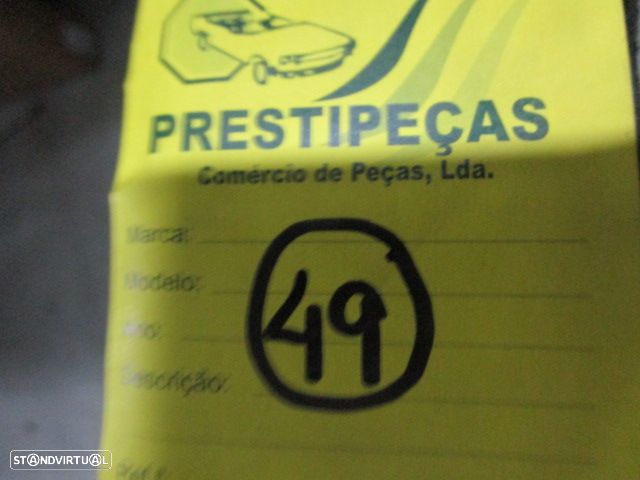 PRESTIPEÇAS
Comércio de Peças, Lda.
Marca:
Modelo:
49
Ano:
Descrição:
STANDVIRTUAL